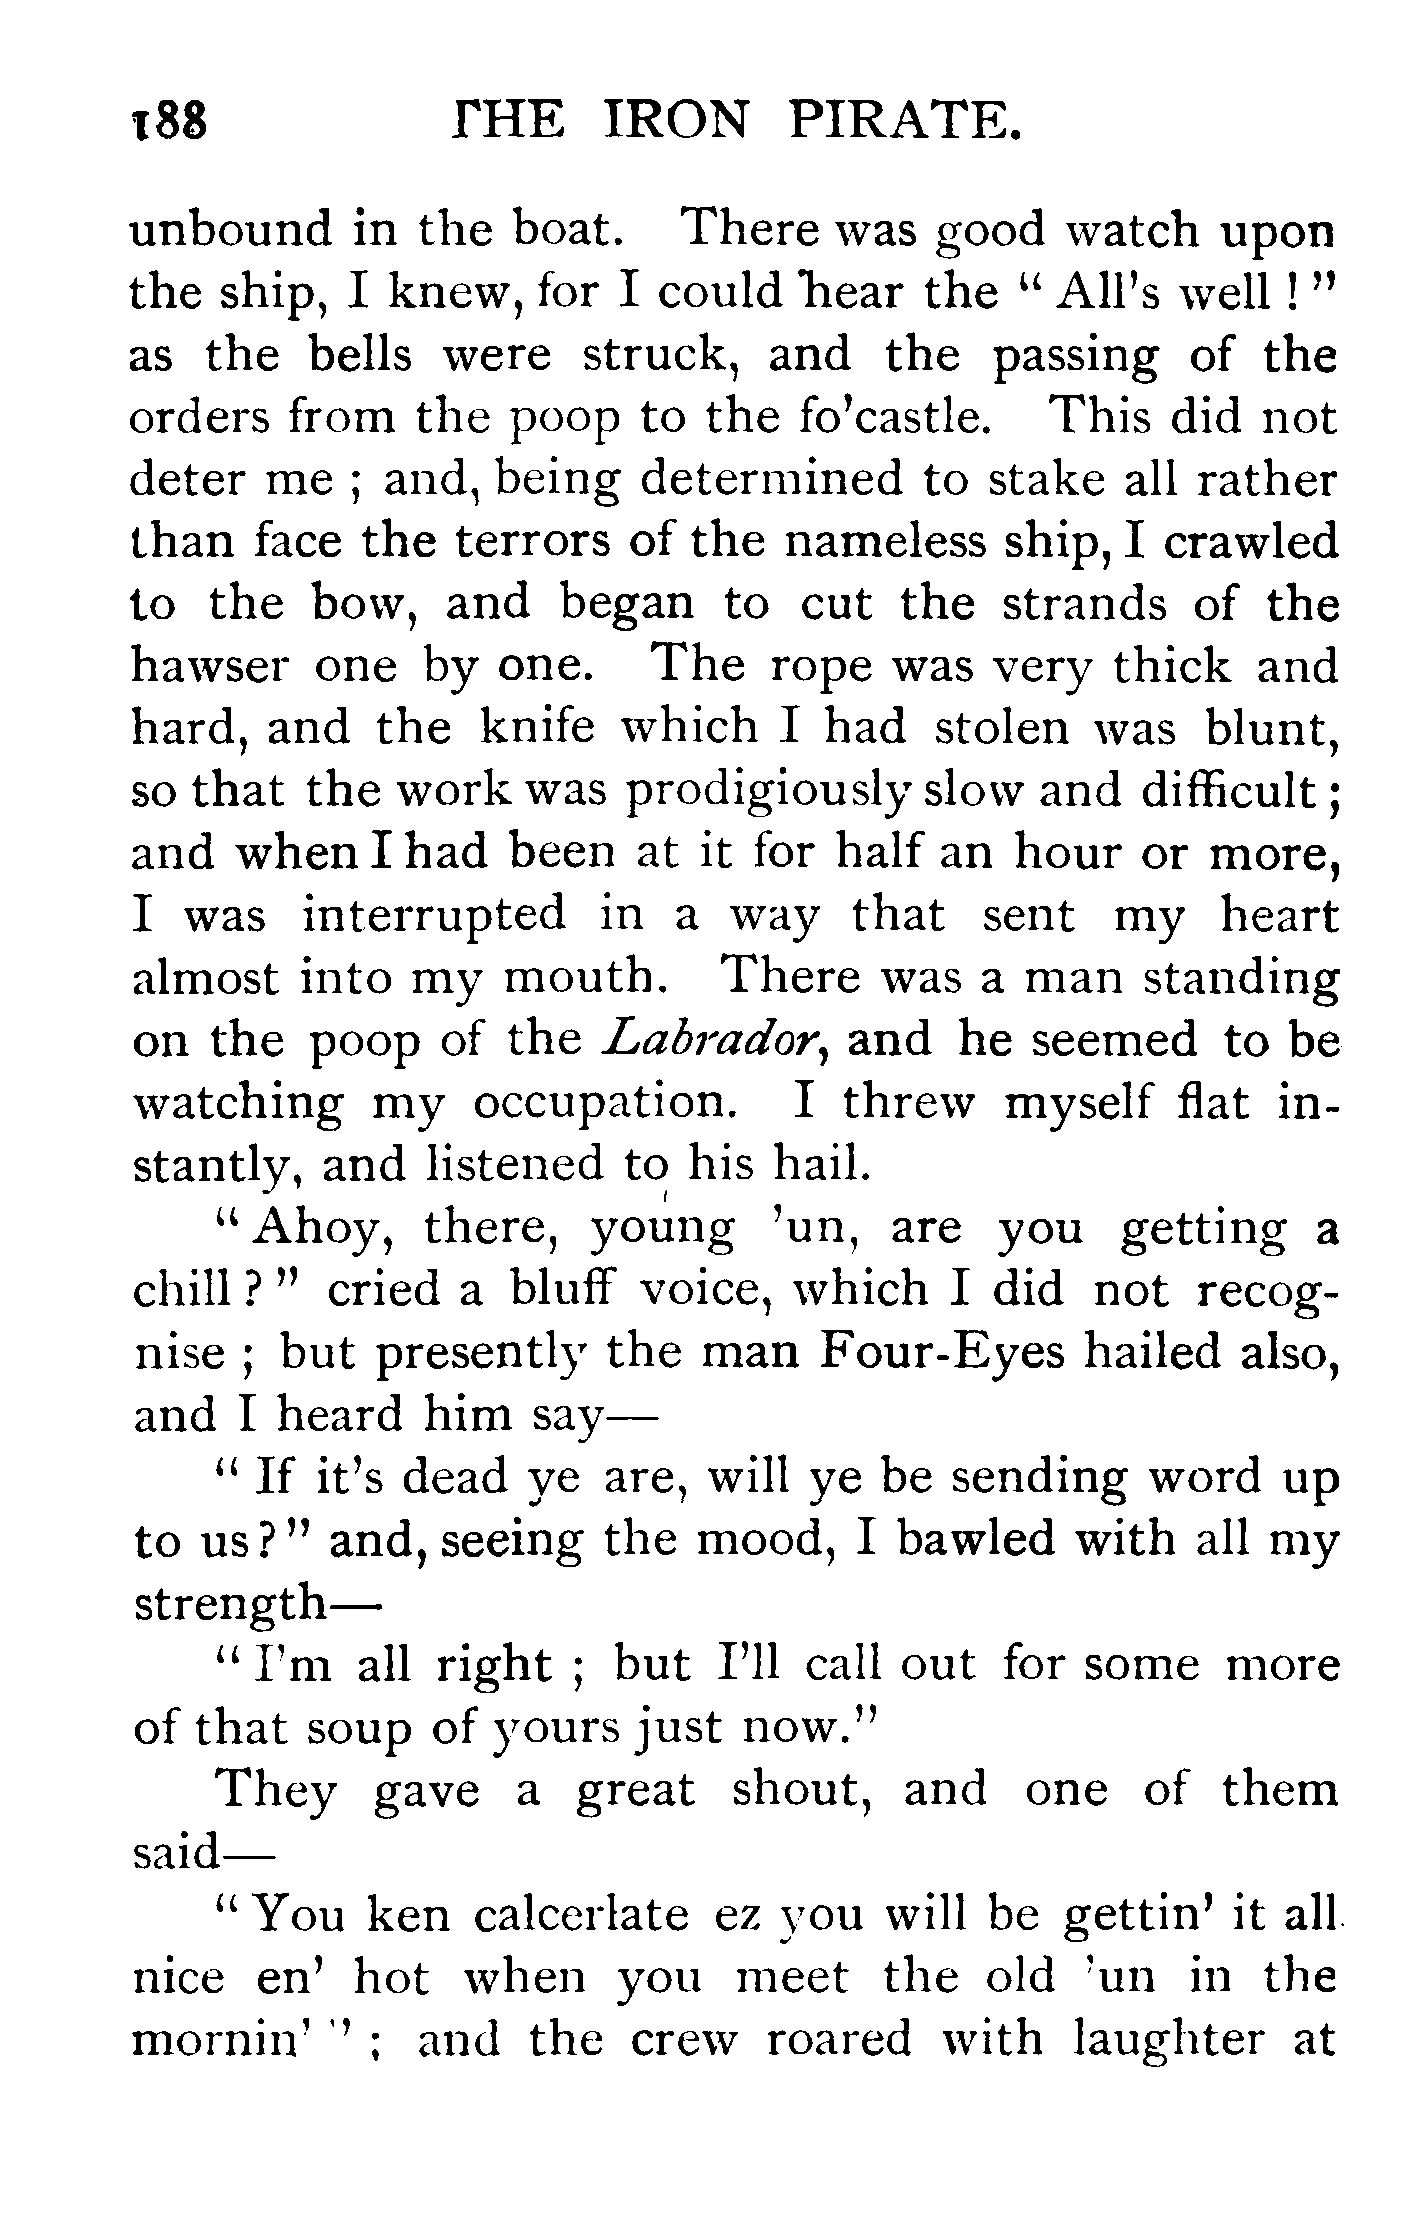 188 THE IRON PIRATE.
unbound in the boat. There was good watch upon
the ship, I knew, for I could hear the “ All’s well ! ”
as the bells were struck, and the passing of the
orders from the poop to the fo’castle. This did not
deter me ; and, being determined to stake all rather
than face the terrors of the nameless ship, I crawled
to the bow, and began to cut the strands of the
hawser one by one. The rope was very thick and
hard, and the knife which I had stolen was blunt,
so that the work was prodigiously slow and difficult ;
and when I had been at it for half an hour or more,
I was interrupted in a way that sent my heart
almost into my mouth. There was a man standing
on the poop of the Labrador, and he seemed to be
watching my occupation. I threw myself flat in-
stantly, and listened to his hail.
“ Ahoy, there, young ’un, are you getting a
chill ? ” cried a bluff voice, which I did not recog-
nise ; but presently the man Four-Eyes hailed also,
and I heard him say—
“ If it’s dead ye are, will ye be sending word up
to us ? ” and, seeing the mood, I bawled with all my
strength—
“ I’m all right ; but I’ll call out for some more
of that soup of yours just now.”
They gave a great shout, and one of them
said—
“ You ken calcerlate ez you will be gettin’ it all
nice en’ hot when you meet the old ’un in the
mornin’ ” ; and the crew roared with laughter at